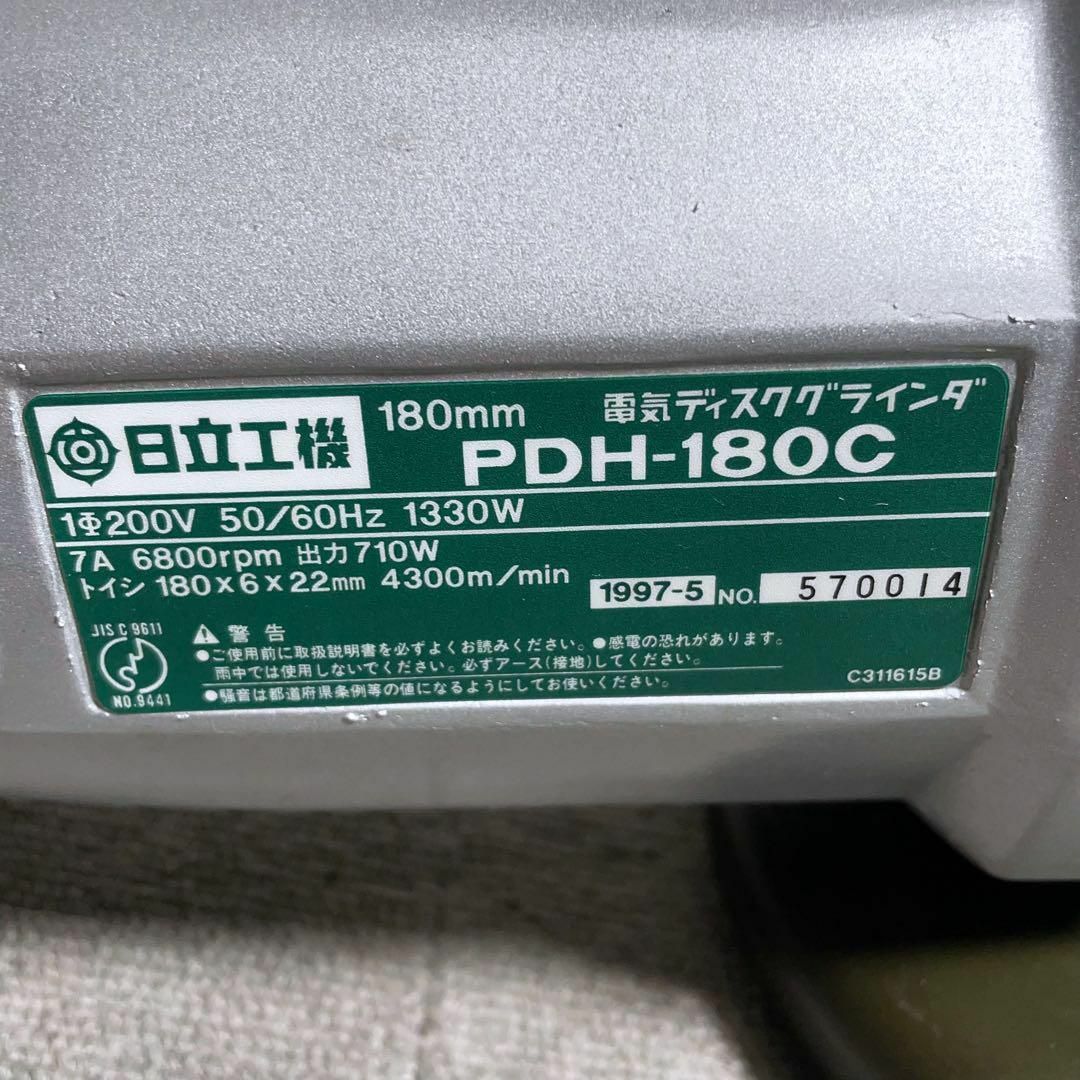 日立工機 180mm 電気ディスクグラインダ
PDH-180C
1Φ200V 50/60Hz 1330W
7A 6800rpm 出力710W
トイシ 180×6×22mm 4300m/min
1997-5 NO. 570014
JIS C 9611
NO.9441
警告
●ご使用前に取扱説明書を必ずよくお読みください。●感電の恐れがあります。
雨中では使用しないでください。必ずアース(接地)してください。
●騒音は都道府県条例等の値になるようにしてお使いください。
C311615B